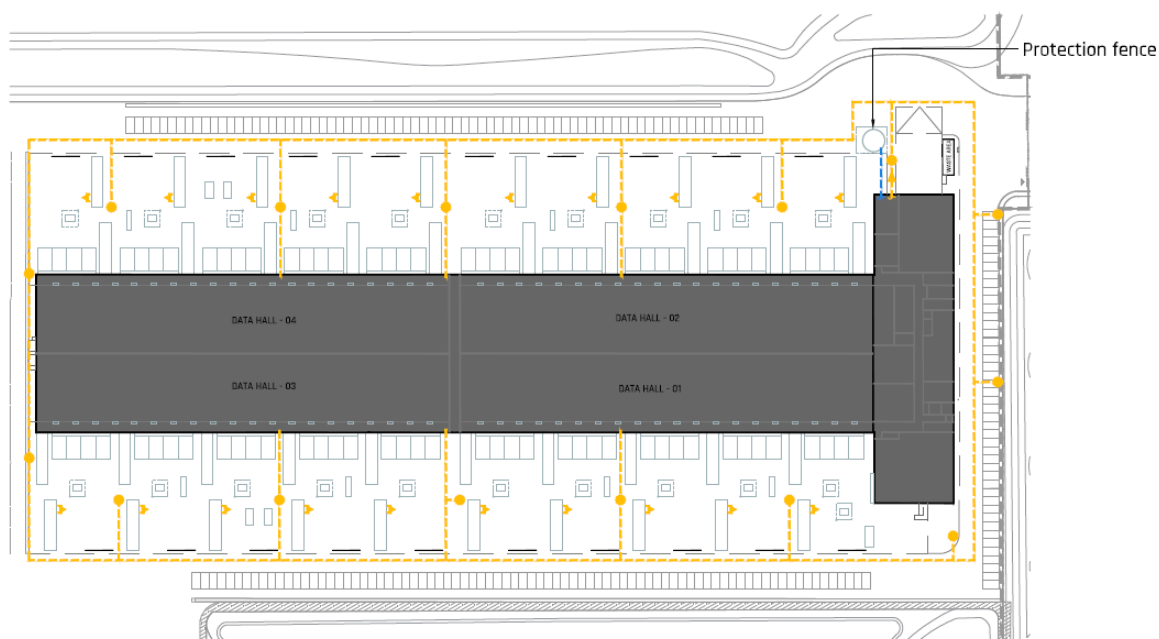 Protection fence
WASTE AREA
DATA HALL - 04
DATA HALL - 02
DATA HALL - 03
DATA HALL - 01